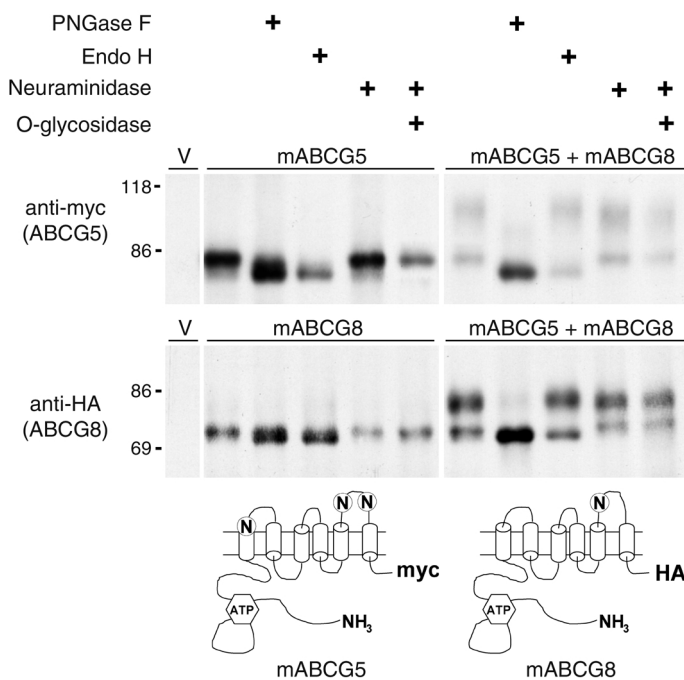 PNGase F + +
Endo H + +
Neuraminidase + + + +
O-glycosidase + +
V mABCG5 mABCG5 + mABCG8
118
anti-myc
(ABCG5)
86
V mABCG8 mABCG5 + mABCG8
86
anti-HA
(ABCG8)
69
N N N N
myc HA
ATP ATP
NH3 NH3
mABCG5 mABCG8